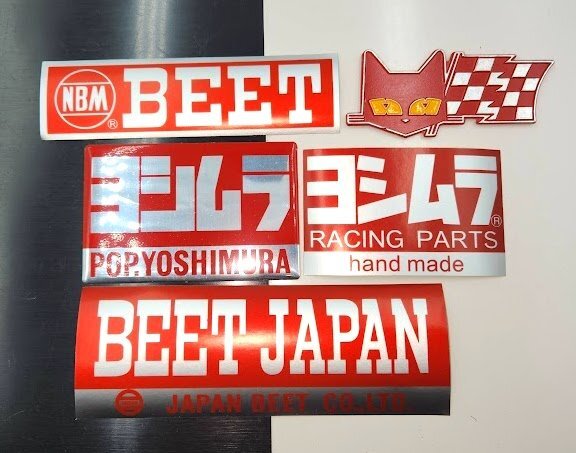 NBM BEET
®
ヨシムラ
POP.YOSHIMURA
ヨシムラ®
RACING PARTS
hand made
BEET JAPAN
JAPAN BEET CO.LTD